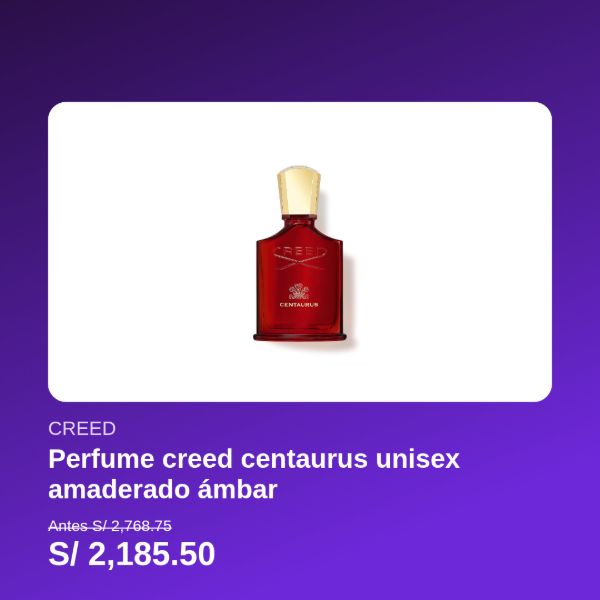 CREED
CENTAURUS
CREED
Perfume creed centaurus unisex
amaderado ámbar
Antes S/ 2,768.75
S/ 2,185.50